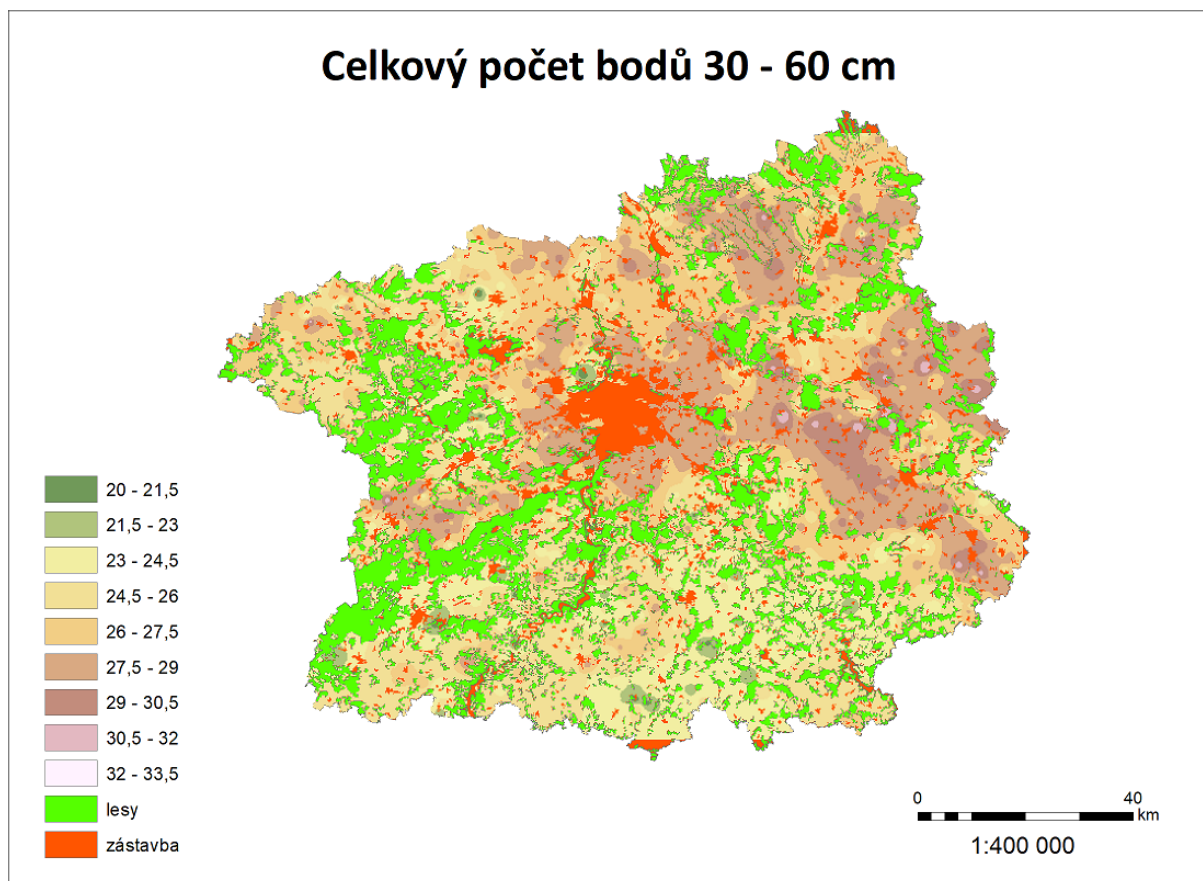 Celkový počet bodů 30 - 60 cm
20 - 21,5
21,5 - 23
23 - 24,5
24,5 - 26
26 - 27,5
27,5 - 29
29 - 30,5
30,5 - 32
32 - 33,5
lesy
zástavba
0 40
km
1:400 000